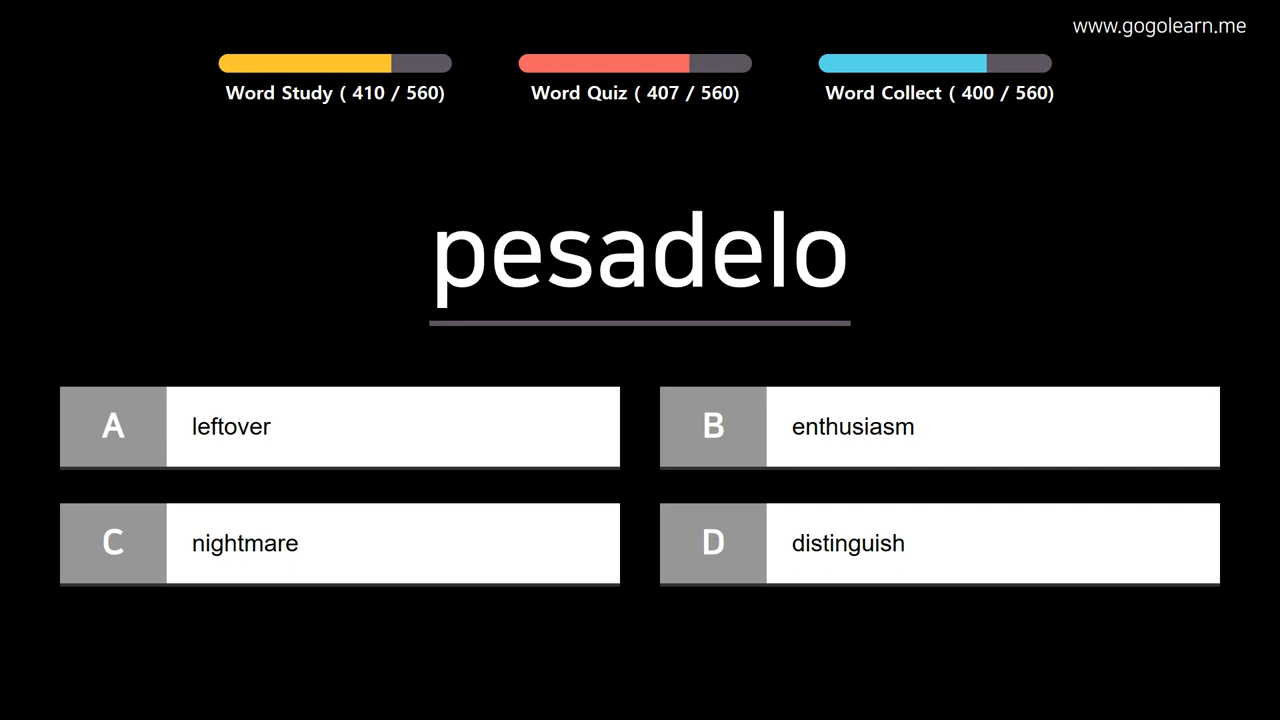 www.gogolearn.me
Word Study ( 410 / 560)
Word Quiz ( 407 / 560)
Word Collect ( 400 / 560)
pesadelo
A leftover
B enthusiasm
C nightmare
D distinguish